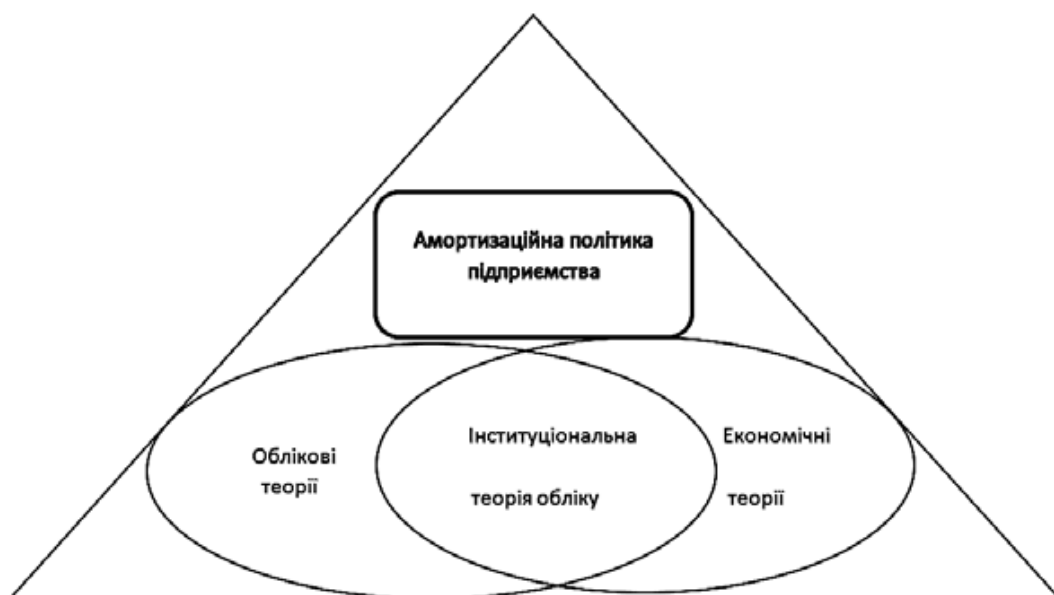 Амортизаційна політика
підприємства
Облікові
теорії
Інституціональна
теорія обліку
Економічні
теорії